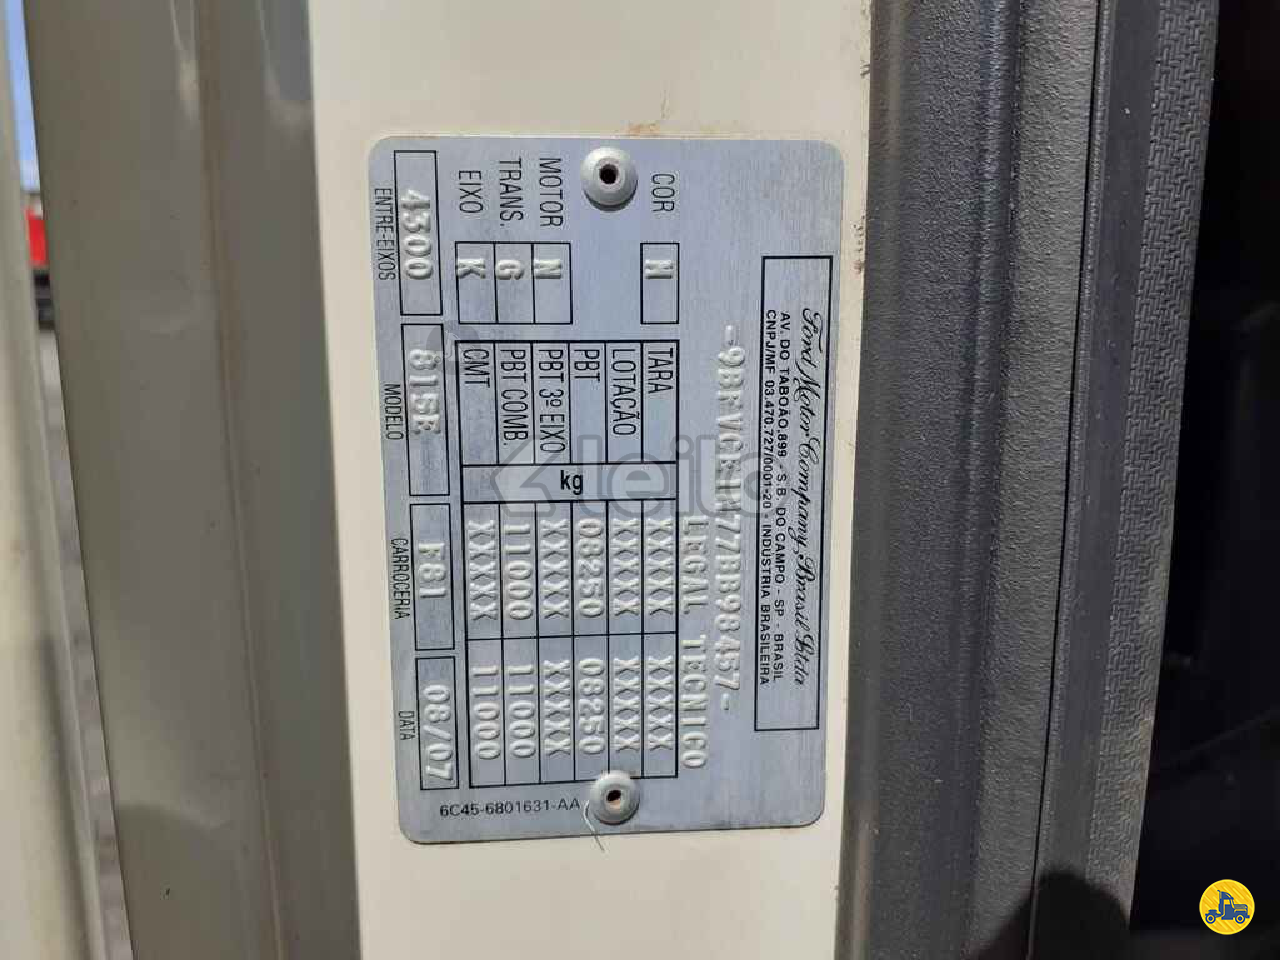 Ford Motor Company Brasil Ltda
AV. DO TABOÃO, 899 - S.B. DO CAMPO - SP - BRASIL
CNPJ/MF 03.470.727/0001-20 - INDÚSTRIA BRASILEIRA
LEGAL TECNICO
COR M
TARA XXXXX XXXXX
LOTAÇÃO XXXXX XXXXX
PBT 08250 08250
MOTOR N
PBT 3º EIXO XXXXX XXXXX
TRANS. G
PBT COMB. 11000 11000
EIXO K
CMT XXXXX 11000
kg
4300 815E F81 08/07
ENTRE-EIXOS MODELO CARROCERIA DATA
6C45-6801631-AA